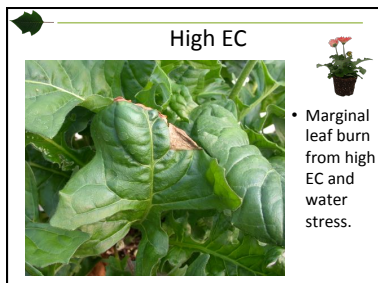 High EC
• Marginal
leaf burn
from high
EC and
water
stress.